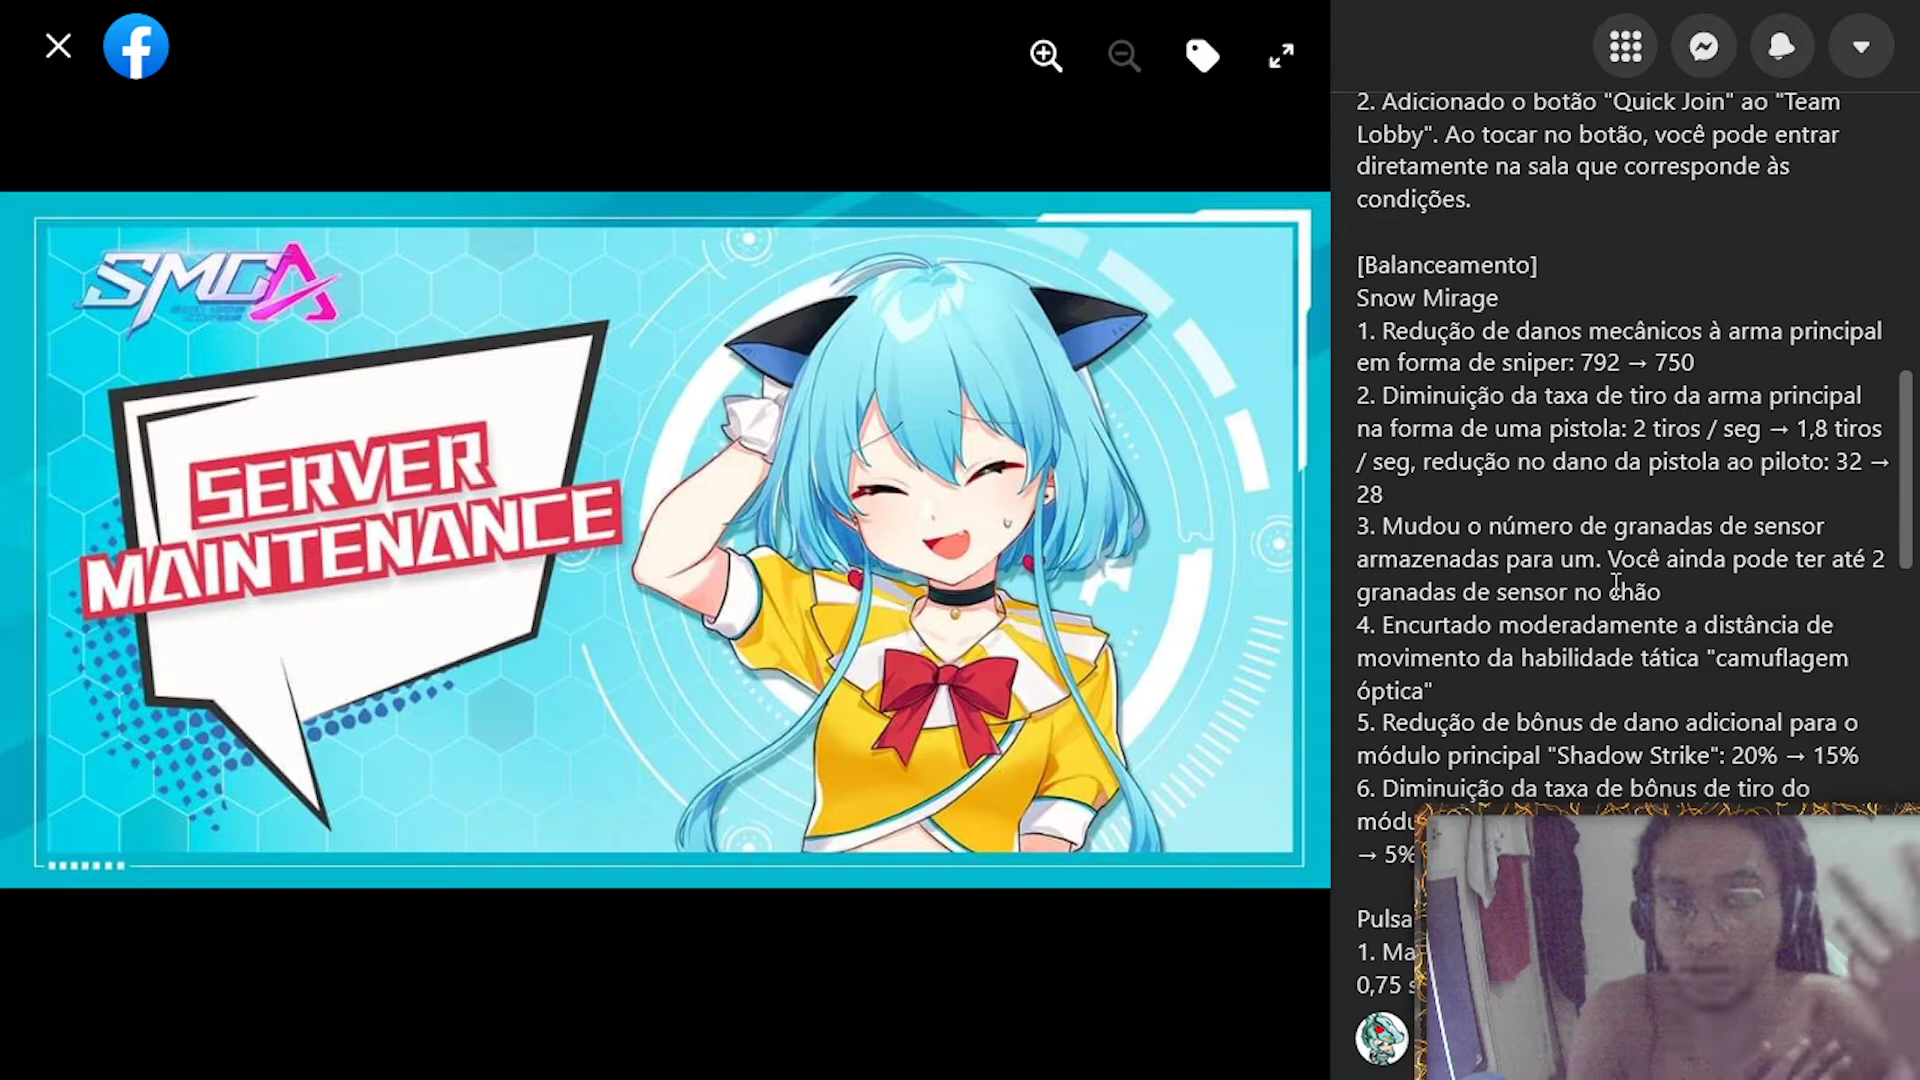 SMGA
SERVER
MAINTENANCE
2. Adicionado o botão "Quick Join" ao "Team
Lobby". Ao tocar no botão, você pode entrar
diretamente na sala que corresponde às
condições.
[Balanceamento]
Snow Mirage
1. Redução de danos mecânicos à arma principal
em forma de sniper: 792 → 750
2. Diminuição da taxa de tiro da arma principal
na forma de uma pistola: 2 tiros / seg → 1,8 tiros
/ seg, redução no dano da pistola ao piloto: 32 →
28
3. Mudou o número de granadas de sensor
armazenadas para um. Você ainda pode ter até 2
granadas de sensor no chão
4. Encurtado moderadamente a distância de
movimento da habilidade tática "camuflagem
óptica"
5. Redução de bônus de dano adicional para o
módulo principal "Shadow Strike": 20% → 15%
6. Diminuição da taxa de bônus de tiro do
módu
→ 5%
Pulsa
1. Ma
0,75 s